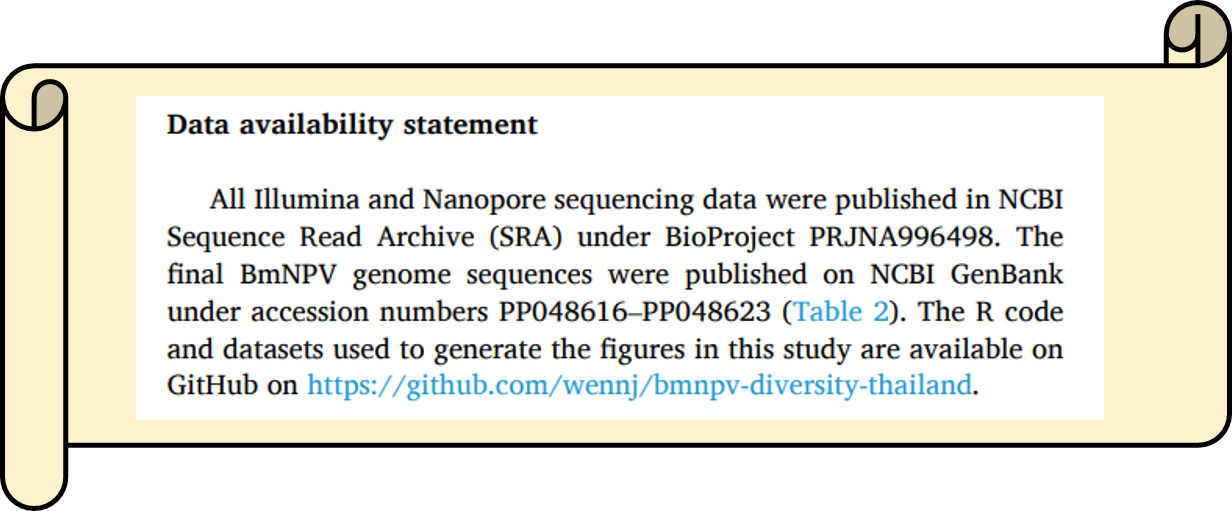 Data availability statement
All Illumina and Nanopore sequencing data were published in NCBI
Sequence Read Archive (SRA) under BioProject PRJNA996498. The
final BmNPV genome sequences were published on NCBI GenBank
under accession numbers PP048616–PP048623 (Table 2). The R code
and datasets used to generate the figures in this study are available on
GitHub on https://github.com/wennj/bmnpv-diversity-thailand.